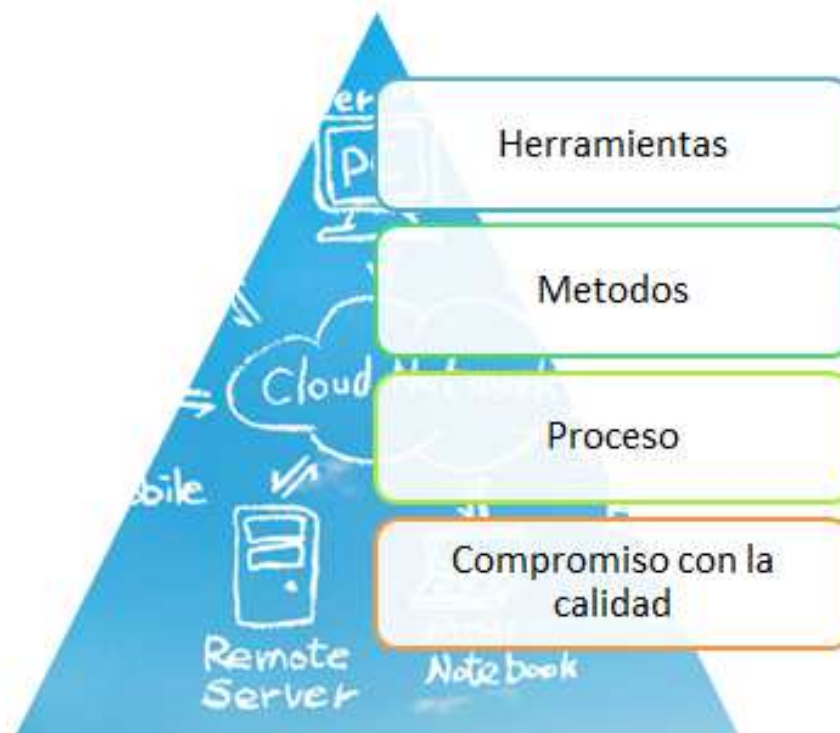 Herramientas
Metodos
Cloud
Proceso
Compromiso con la
calidad
Remote
Server
Notebook